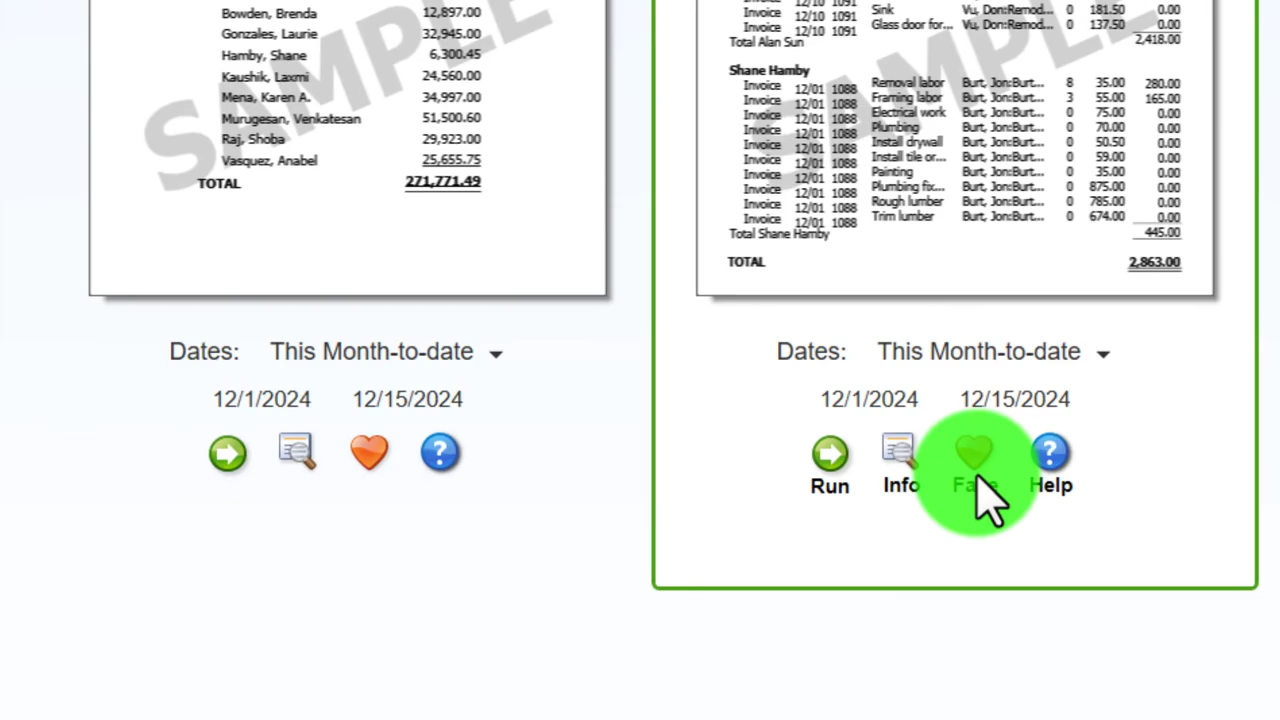 Bowden, Brenda 12,897.00
Gonzales, Laurie 32,945.00
Hamby, Shane 6,300.45
Kaushik, Laxmi 24,560.00
Mena, Karen A. 34,997.00
Murugesan, Venkatesan 51,500.60
Raj, Shoba 29,923.00
Vasquez, Anabel 25,655.75
TOTAL 271,771.49
SAMPLE
Dates: This Month-to-date
12/1/2024 12/15/2024
Invoice 12/10 1091 Sink Vu, Don:Remod... 0 181.50 0.00
Invoice 12/10 1091 Glass door for... Vu, Don:Remod... 0 137.50 0.00
Total Alan Sun 2,418.00
Shane Hamby
Invoice 12/01 1088 Removal labor Burt, Jon:Burt... 8 35.00 280.00
Invoice 12/01 1088 Framing labor Burt, Jon:Burt... 3 55.00 165.00
Invoice 12/01 1088 Electrical work Burt, Jon:Burt... 0 75.00 0.00
Invoice 12/01 1088 Plumbing Burt, Jon:Burt... 0 70.00 0.00
Invoice 12/01 1088 Install drywall Burt, Jon:Burt... 0 50.50 0.00
Invoice 12/01 1088 Install tile or... Burt, Jon:Burt... 0 59.00 0.00
Invoice 12/01 1088 Painting Burt, Jon:Burt... 0 35.00 0.00
Invoice 12/01 1088 Plumbing fix... Burt, Jon:Burt... 0 875.00 0.00
Invoice 12/01 1088 Rough lumber Burt, Jon:Burt... 0 785.00 0.00
Invoice 12/01 1088 Trim lumber Burt, Jon:Burt... 0 674.00 0.00
Total Shane Hamby 445.00
TOTAL 2,863.00
SAMPLE
Dates: This Month-to-date
12/1/2024 12/15/2024
Run Info Help